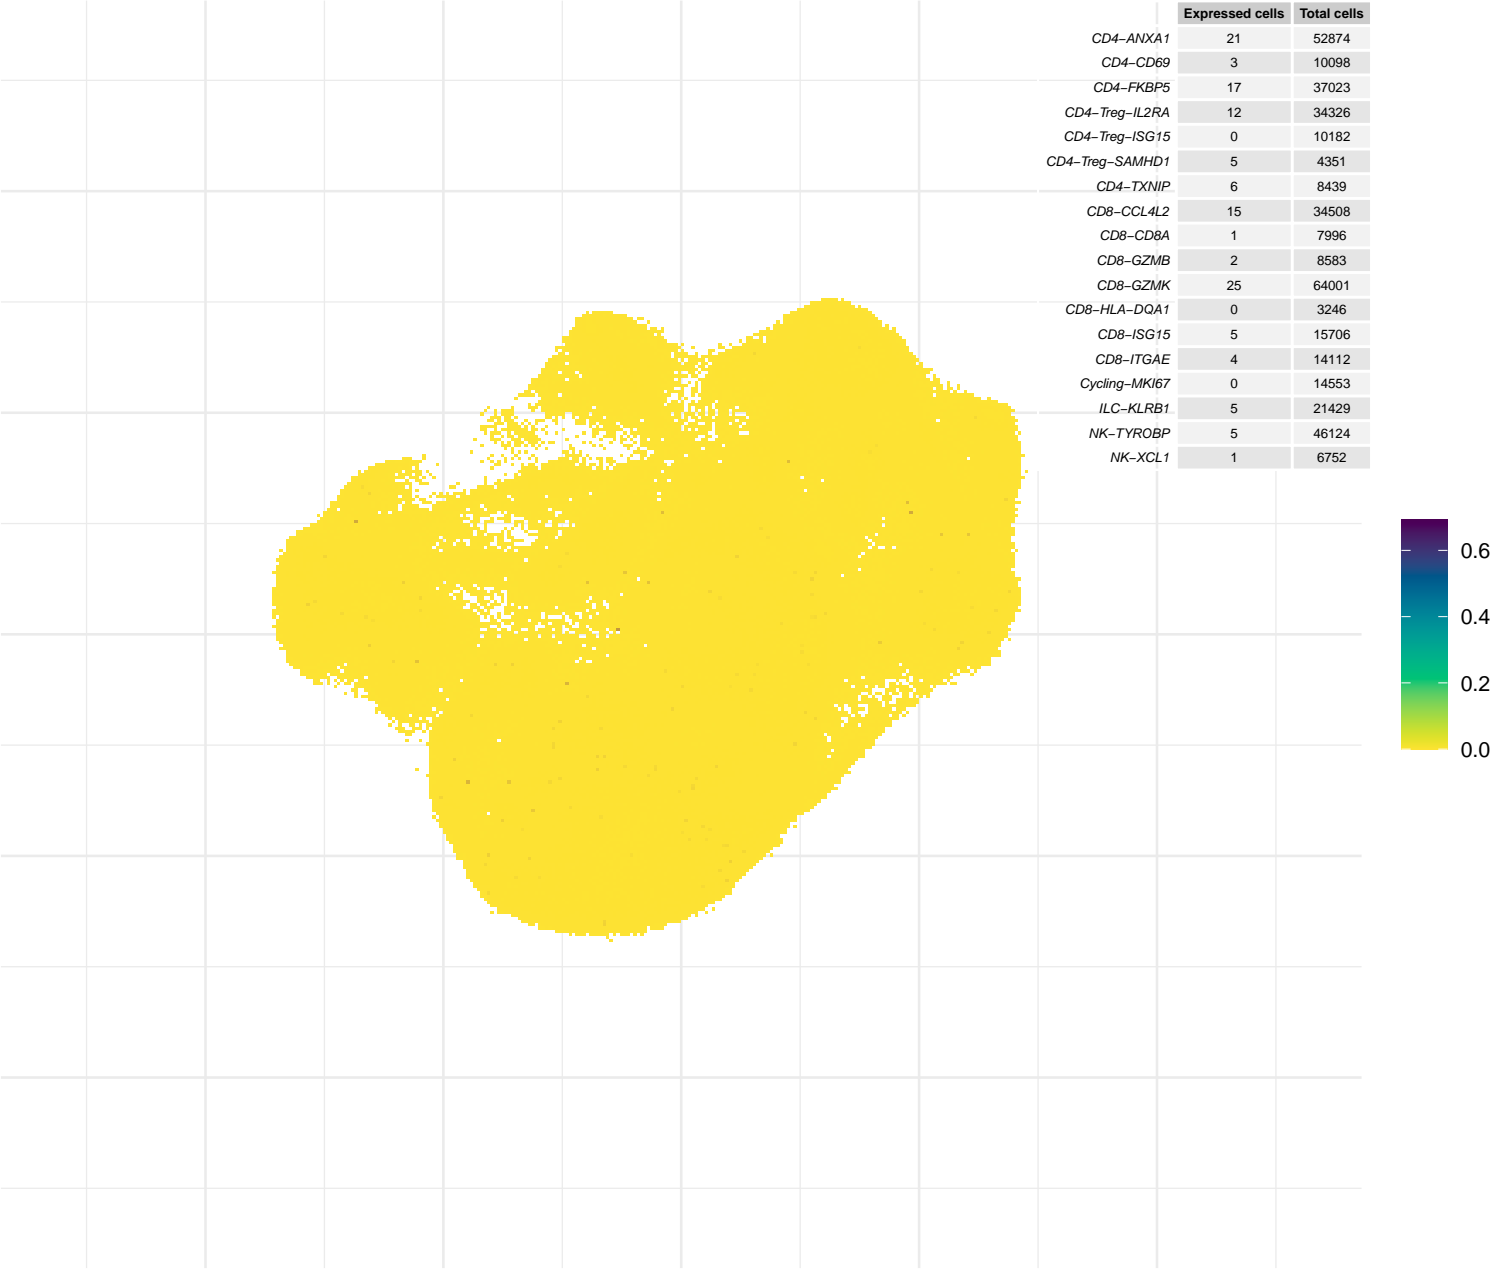 Expressed cells Total cells
CD4−ANXA1 21 52874
CD4−CD69 3 10098
CD4−FKBP5 17 37023
CD4−Treg−IL2RA 12 34326
CD4−Treg−ISG15 0 10182
CD4−Treg−SAMHD1 5 4351
CD4−TXNIP 6 8439
CD8−CCL4L2 15 34508
CD8−CD8A 1 7996
CD8−GZMB 2 8583
CD8−GZMK 25 64001
CD8−HLA−DQA1 0 3246
CD8−ISG15 5 15706
CD8−ITGAE 4 14112
Cycling−MKI67 0 14553
ILC−KLRB1 5 21429
NK−TYROBP 5 46124
NK−XCL1 1 6752
0.6
0.4
0.2
0.0